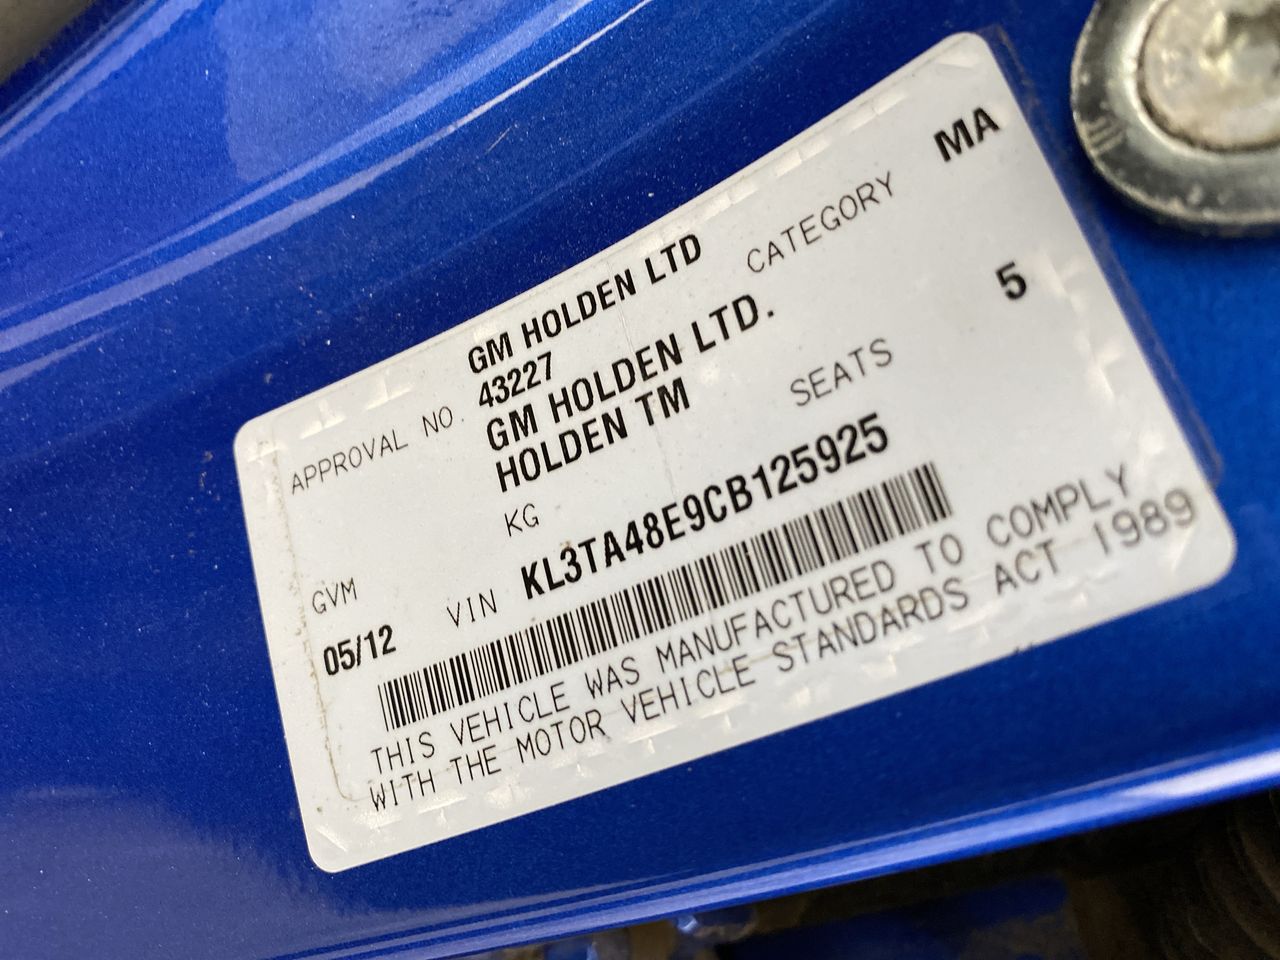 GM HOLDEN LTD
APPROVAL NO. 43227 CATEGORY MA
GM HOLDEN LTD.
HOLDEN TM SEATS 5
GVM KG
05/12 VIN KL3TA48E9CB125925
THIS VEHICLE WAS MANUFACTURED TO COMPLY
WITH THE MOTOR VEHICLE STANDARDS ACT 1989